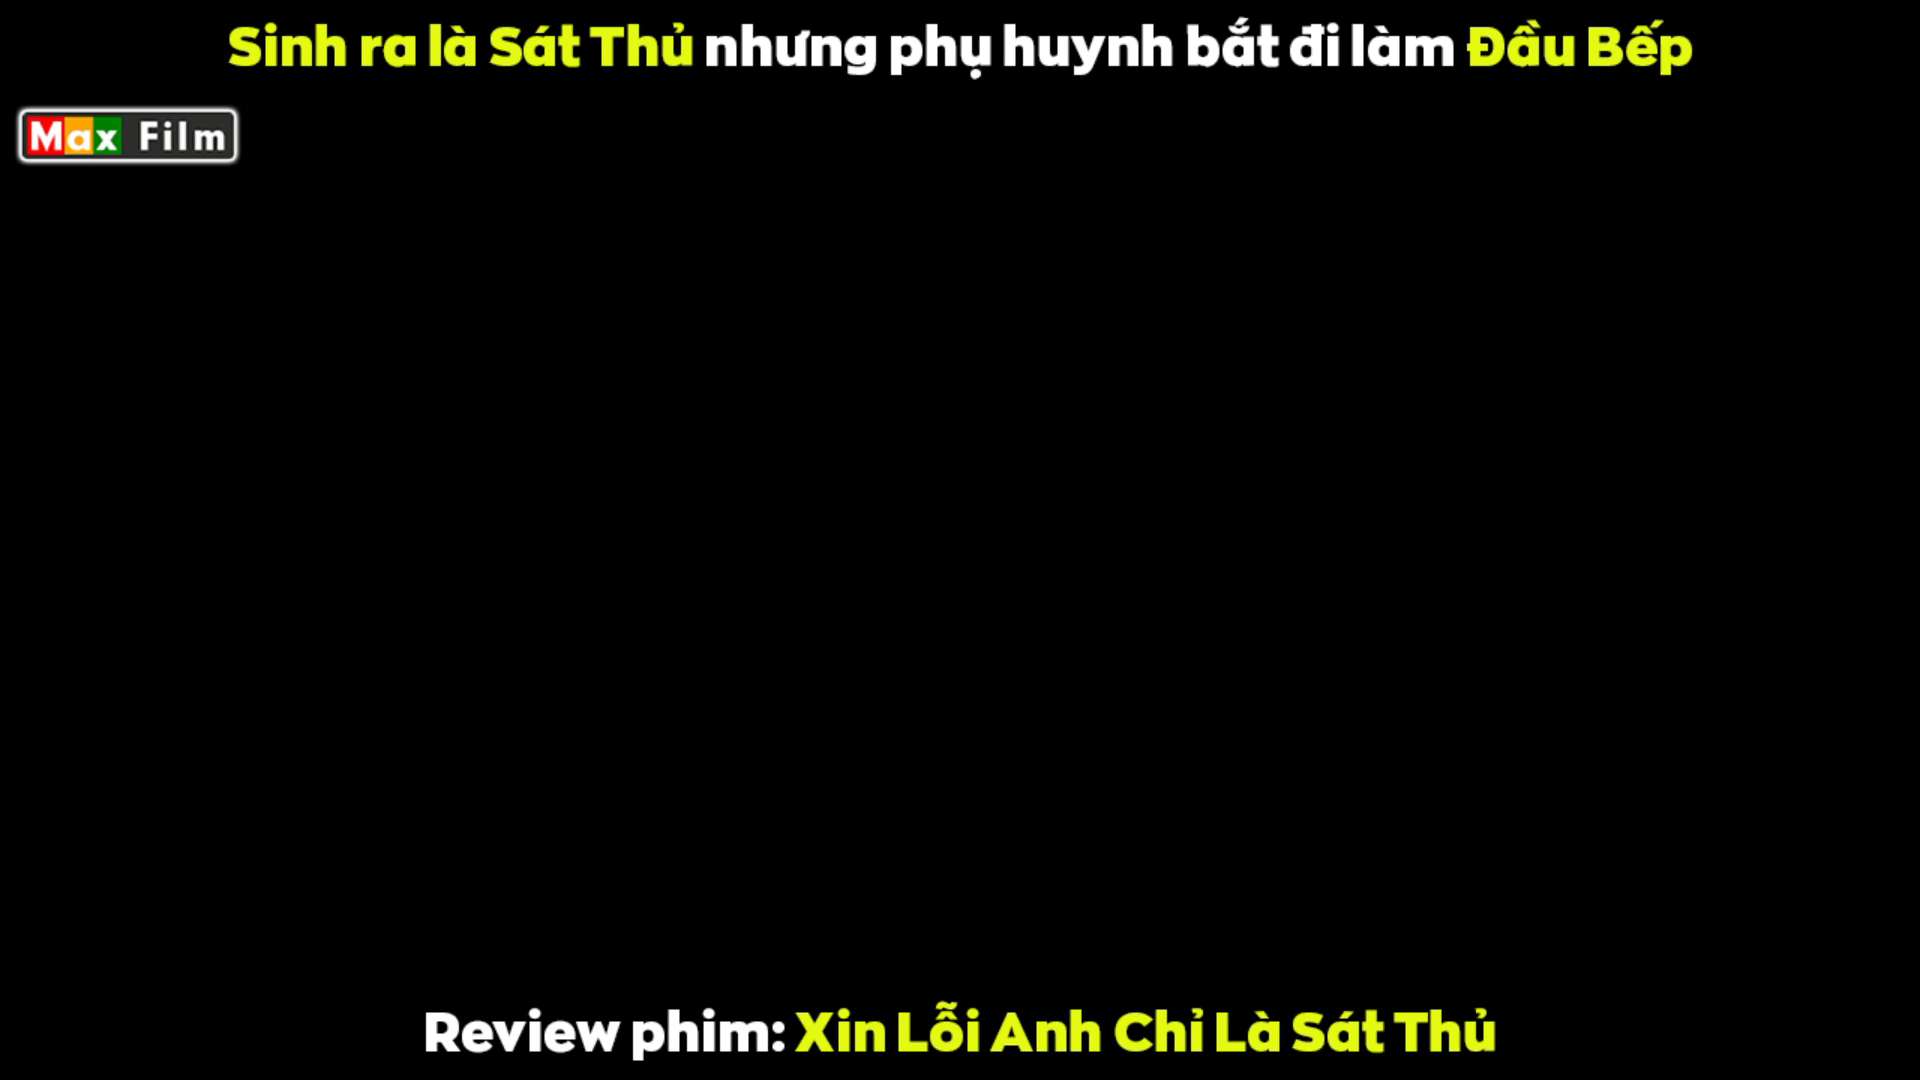 Sinh ra là Sát Thủ nhưng phụ huynh bắt đi làm Đầu Bếp
Max Film
Review phim: Xin Lỗi Anh Chỉ Là Sát Thủ